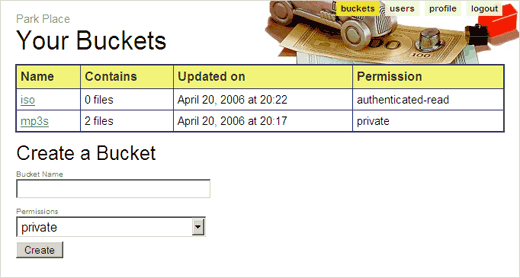 buckets users profile logout
Park Place
Your Buckets
Name Contains Updated on Permission
iso 0 files April 20, 2006 at 20:22 authenticated-read
mp3s 2 files April 20, 2006 at 20:17 private
Create a Bucket
Bucket Name
Permissions
private
Create